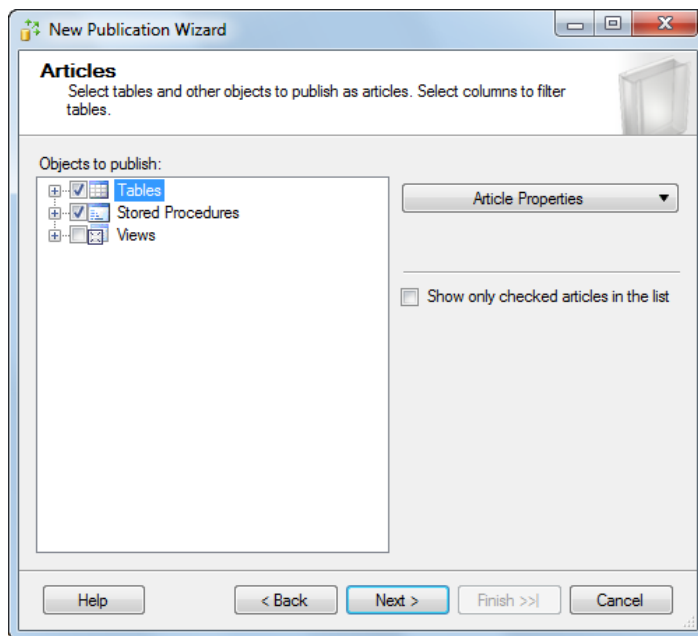 New Publication Wizard
Articles
Select tables and other objects to publish as articles. Select columns to filter
tables.
Objects to publish:
Tables
Stored Procedures
Views
Article Properties
Show only checked articles in the list
Help
< Back
Next >
Finish >>|
Cancel